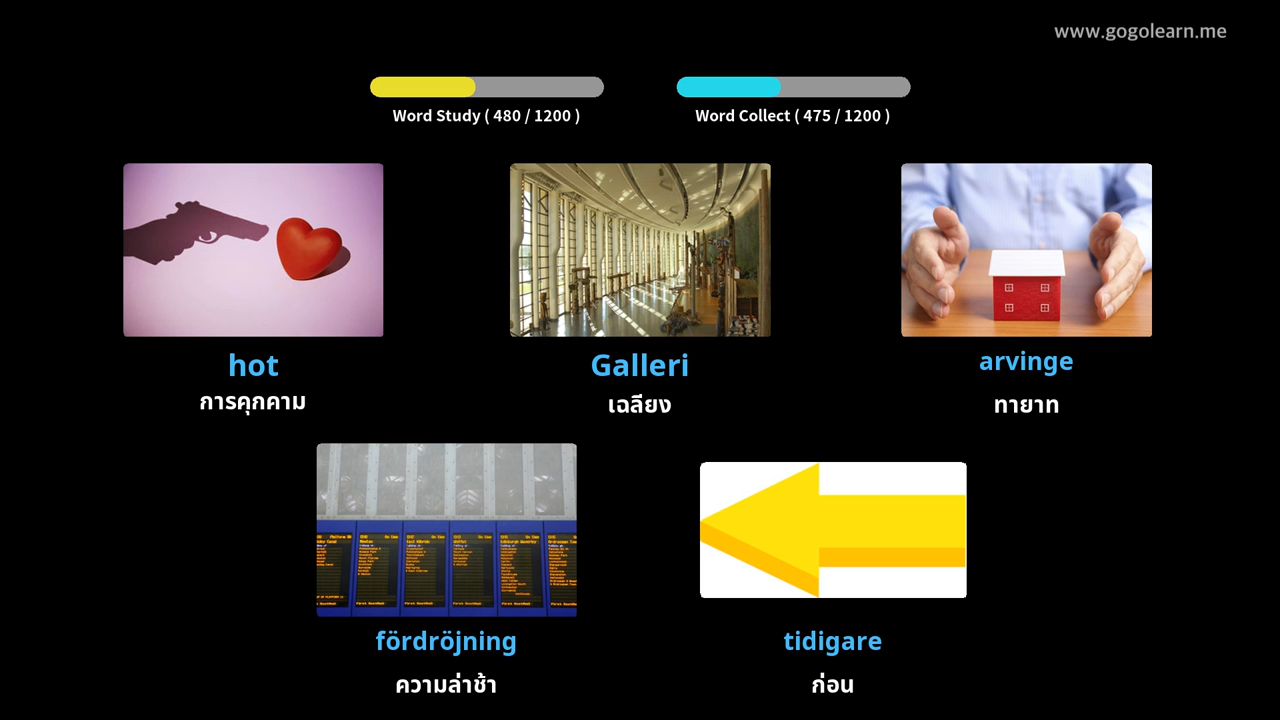 www.gogolearn.me
Word Study ( 480 / 1200 )
Word Collect ( 475 / 1200 )
hot
การคุกคาม
Galleri
เฉลียง
arvinge
ทายาท
fördröjning
ความล่าช้า
tidigare
ก่อน